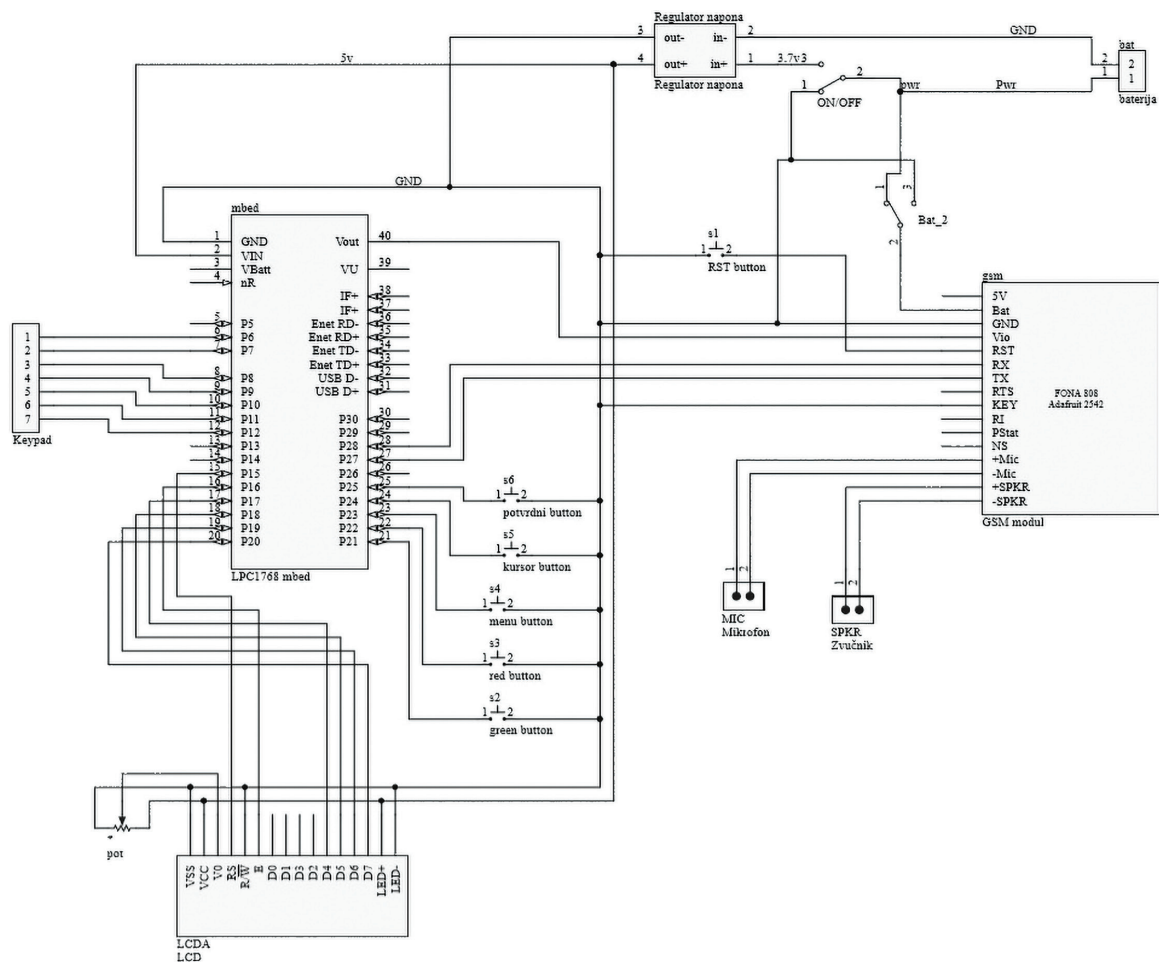 Regulator napona
3 out- in- 2 GND
4 out+ in+ 1 3.7v3
Regulator napona
5v
bat
2 2
1 1
baterija
1 2
ON/OFF
pwr Pwr
1 3
2
Bat_2
GND
mbed
1 GND Vout 40
2 VIN
3 VBatt VU 39
4 nR
IF+ 38
IF+ 37
5 P5 Enet RD- 36
6 P6 Enet RD+ 35
7 P7 Enet TD- 34
Enet TD+ 33
8 P8 USB D- 32
9 P9 USB D+ 31
10 P10
11 P11 P30 30
12 P12 P29 29
13 P13 P28 28
14 P14 P27 27
15 P15 P26 26
16 P16 P25 25
17 P17 P24 24
18 P18 P23 23
19 P19 P22 22
20 P20 P21 21
LPC1768 mbed
1
2
3
4
5
6
7
Keypad
s1
1 2
RST button
gsm
5V
Bat
GND
Vio
RST
RX
TX
RTS
KEY
RI
PStat
NS
+Mic
-Mic
+SPKR
-SPKR
FONA 808
Adafruit 2542
GSM modul
s6
1 2
potvrdni button
s5
1 2
kursor button
s4
1 2
menu button
s3
1 2
red button
s2
1 2
green button
1 2
MIC
Mikrofon
1 2
SPKR
Zvučnik
pot
VSS
VCC
V0
RS
R/W
E
D0
D1
D3
D2
D4
D5
D6
D7
LED+
LED-
LCDA
LCD